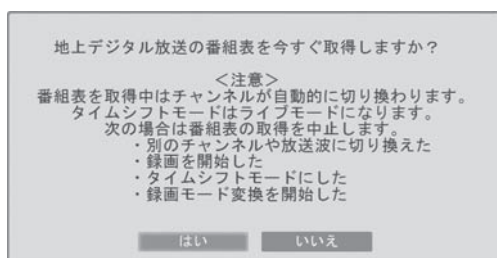 地上デジタル放送の番組表を今すぐ取得しますか？
＜注意＞
番組表を取得中はチャンネルが自動的に切り換わります。
タイムシフトモードはライブモードになります。
次の場合は番組表の取得を中止します。
・別のチャンネルや放送波に切り換えた
・録画を開始した
・タイムシフトモードにした
・録画モード変換を開始した
はい いいえ